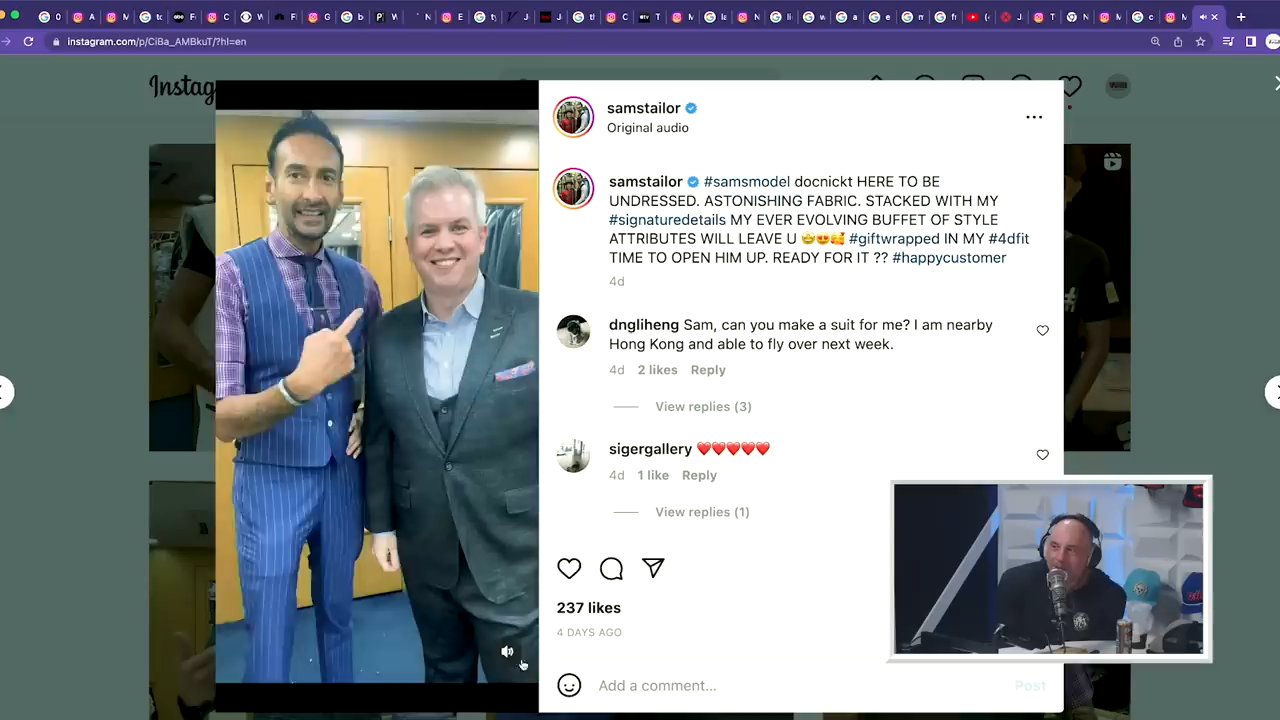 instagram.com/p/CiBa_AMBkuT/?hl=en
Instag
samstailor
Original audio
samstailor #samsmodel docnickt HERE TO BE
UNDRESSED. ASTONISHING FABRIC. STACKED WITH MY
#signaturedetails MY EVER EVOLVING BUFFET OF STYLE
ATTRIBUTES WILL LEAVE U 🤩😍🥰 #giftwrapped IN MY #4dfit
TIME TO OPEN HIM UP. READY FOR IT ?? #happycustomer
4d
dngliheng Sam, can you make a suit for me? I am nearby
Hong Kong and able to fly over next week.
4d 2 likes Reply
View replies (3)
sigergallery ❤️❤️❤️❤️❤️
4d 1 like Reply
View replies (1)
237 likes
4 DAYS AGO
Add a comment...
Post